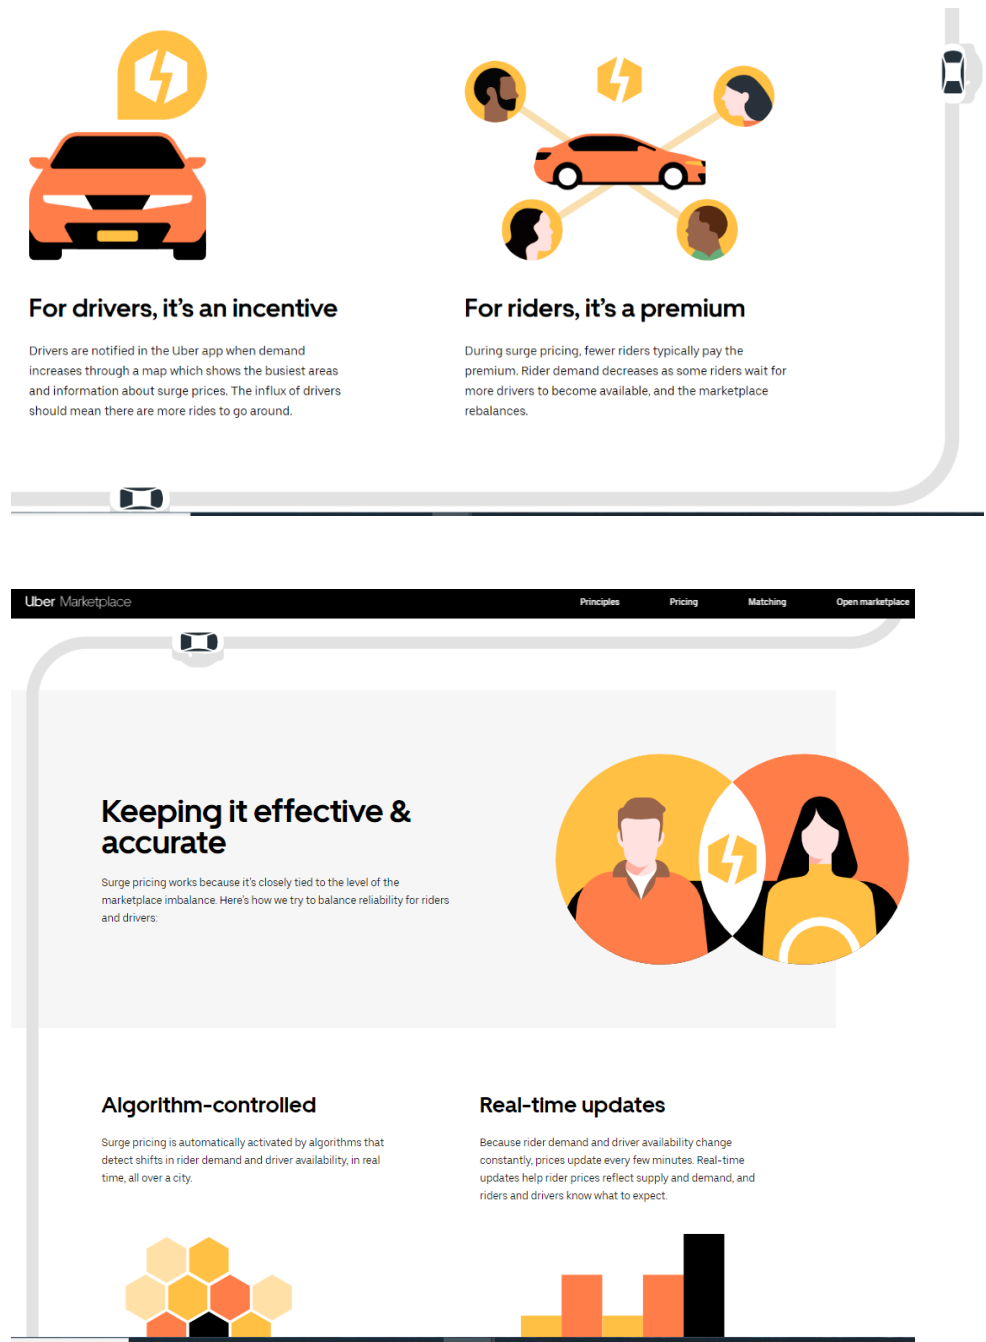 For drivers, it's an incentive
Drivers are notified in the Uber app when demand
increases through a map which shows the busiest areas
and information about surge prices. The influx of drivers
should mean there are more rides to go around.
For riders, it's a premium
During surge pricing, fewer riders typically pay the
premium. Rider demand decreases as some riders wait for
more drivers to become available, and the marketplace
rebalances.
Uber Marketplace
Principles
Pricing
Matching
Open marketplace
Keeping it effective &
accurate
Surge pricing works because it's closely tied to the level of the
marketplace imbalance. Here's how we try to balance reliability for riders
and drivers:
Algorithm-controlled
Surge pricing is automatically activated by algorithms that
detect shifts in rider demand and driver availability, in real
time, all over a city.
Real-time updates
Because rider demand and driver availability change
constantly, prices update every few minutes. Real-time
updates help rider prices reflect supply and demand, and
riders and drivers know what to expect.